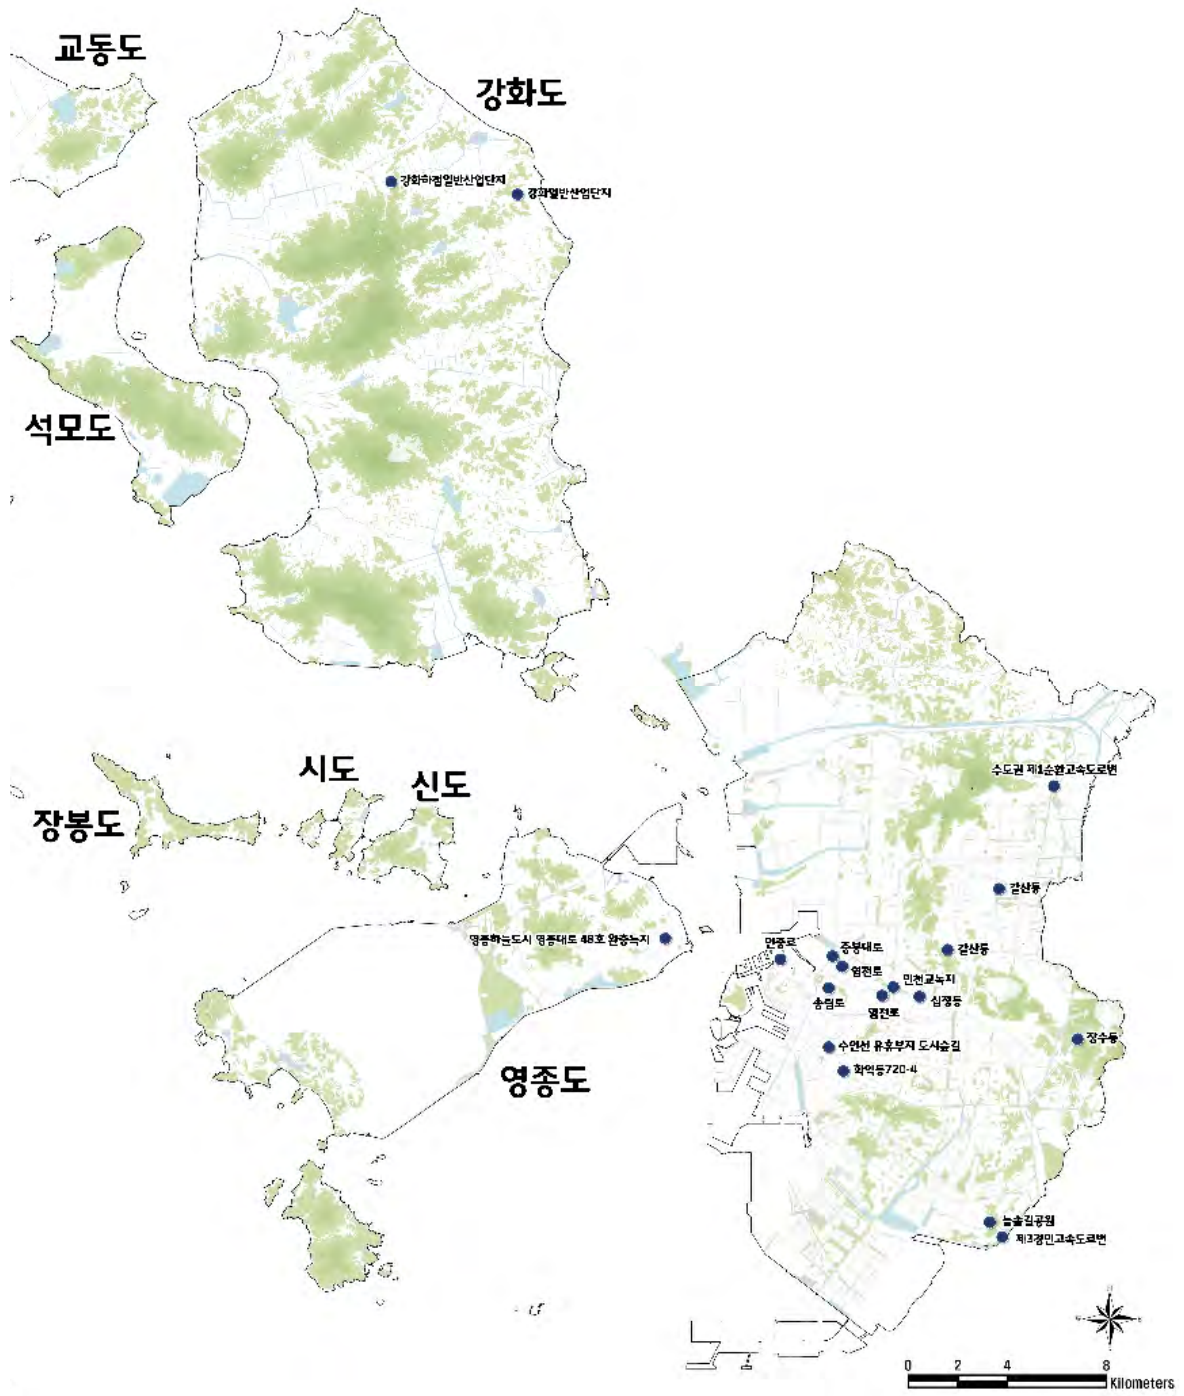 교동도
강화도
강화하점일반산업단지
강화일반산업단지
석모도
시도
신도
장봉도
수도권 제1순환고속도로변
갈산동
영종하늘도시 영종대로 48호 완충녹지
인중로
중봉대로
갈산동
염전로
인천교녹지
송림로
염전로
십정동
장수동
수인선 유휴부지 도시숲길
영종도
학익동720-4
늘솔길공원
제3경인고속도로변
0 2 4 8
Kilometers